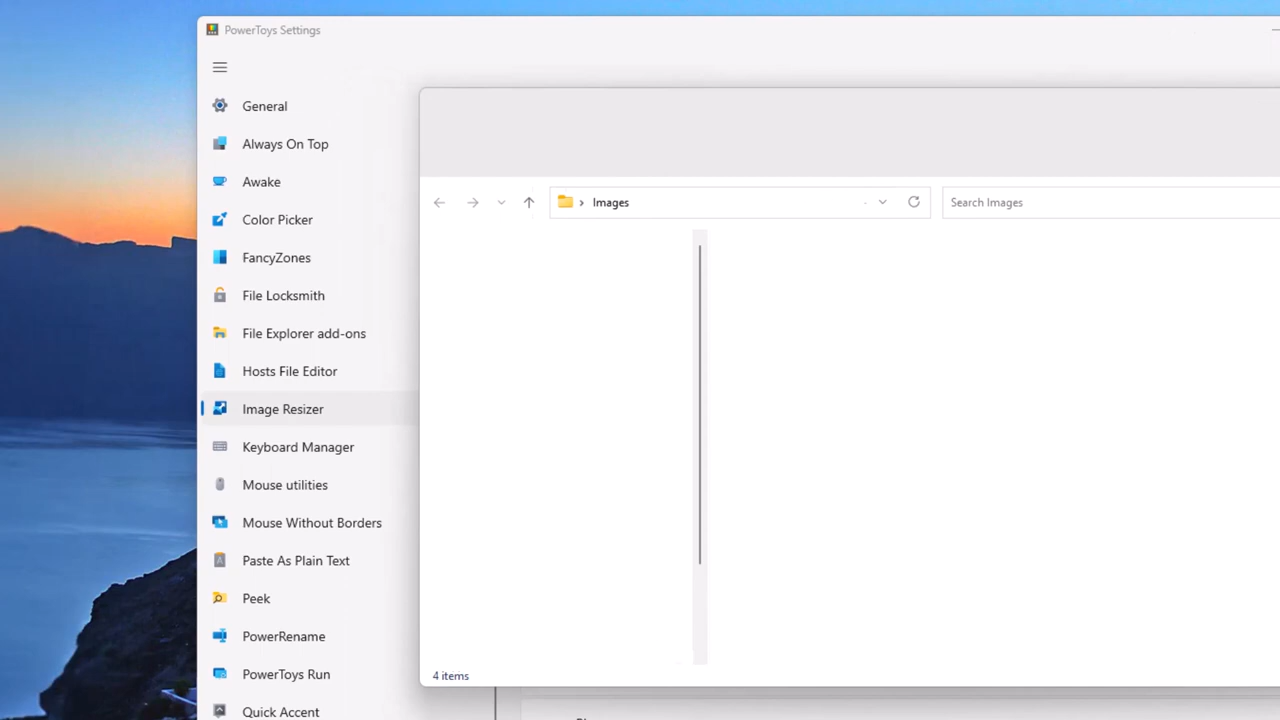 PowerToys Settings
General
Always On Top
Awake
Color Picker
FancyZones
File Locksmith
File Explorer add-ons
Hosts File Editor
Image Resizer
Keyboard Manager
Mouse utilities
Mouse Without Borders
Paste As Plain Text
Peek
PowerRename
PowerToys Run
Quick Accent
Images
Search Images
4 items